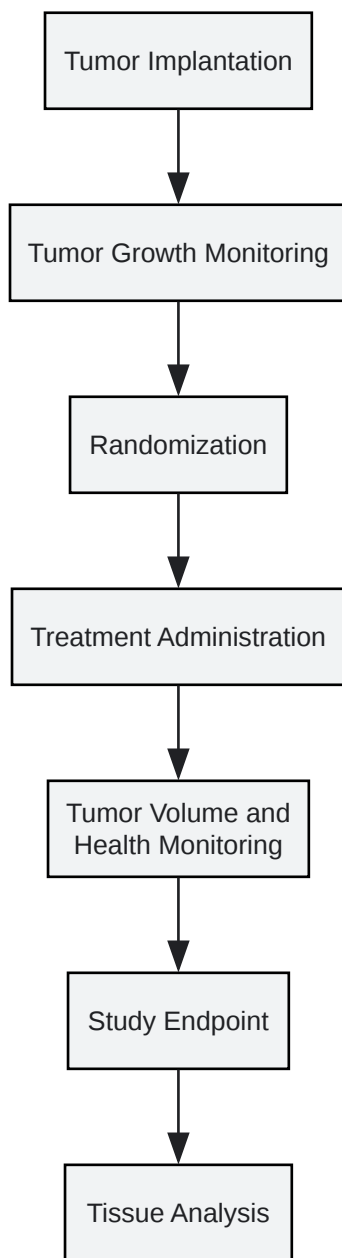 Tumor Implantation
Tumor Growth Monitoring
Randomization
Treatment Administration
Tumor Volume and
Health Monitoring
Study Endpoint
Tissue Analysis